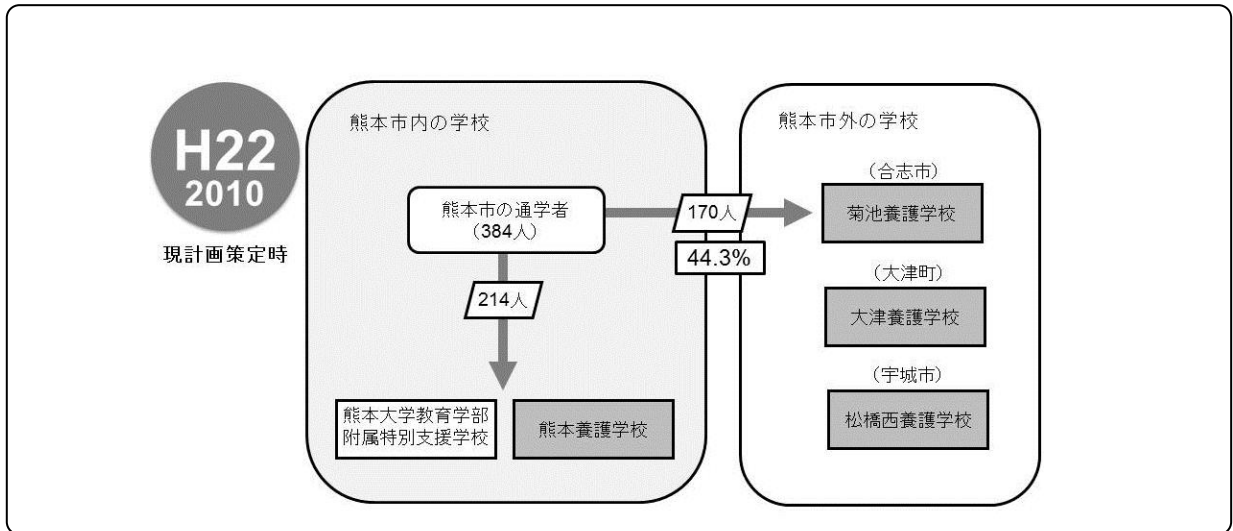 H22
2010
現計画策定時
熊本市内の学校
熊本市の通学者
(384人)
214人
熊本大学教育学部
附属特別支援学校
熊本養護学校
170人
44.3%
熊本市外の学校
(合志市)
菊池養護学校
(大津町)
大津養護学校
(宇城市)
松橋西養護学校